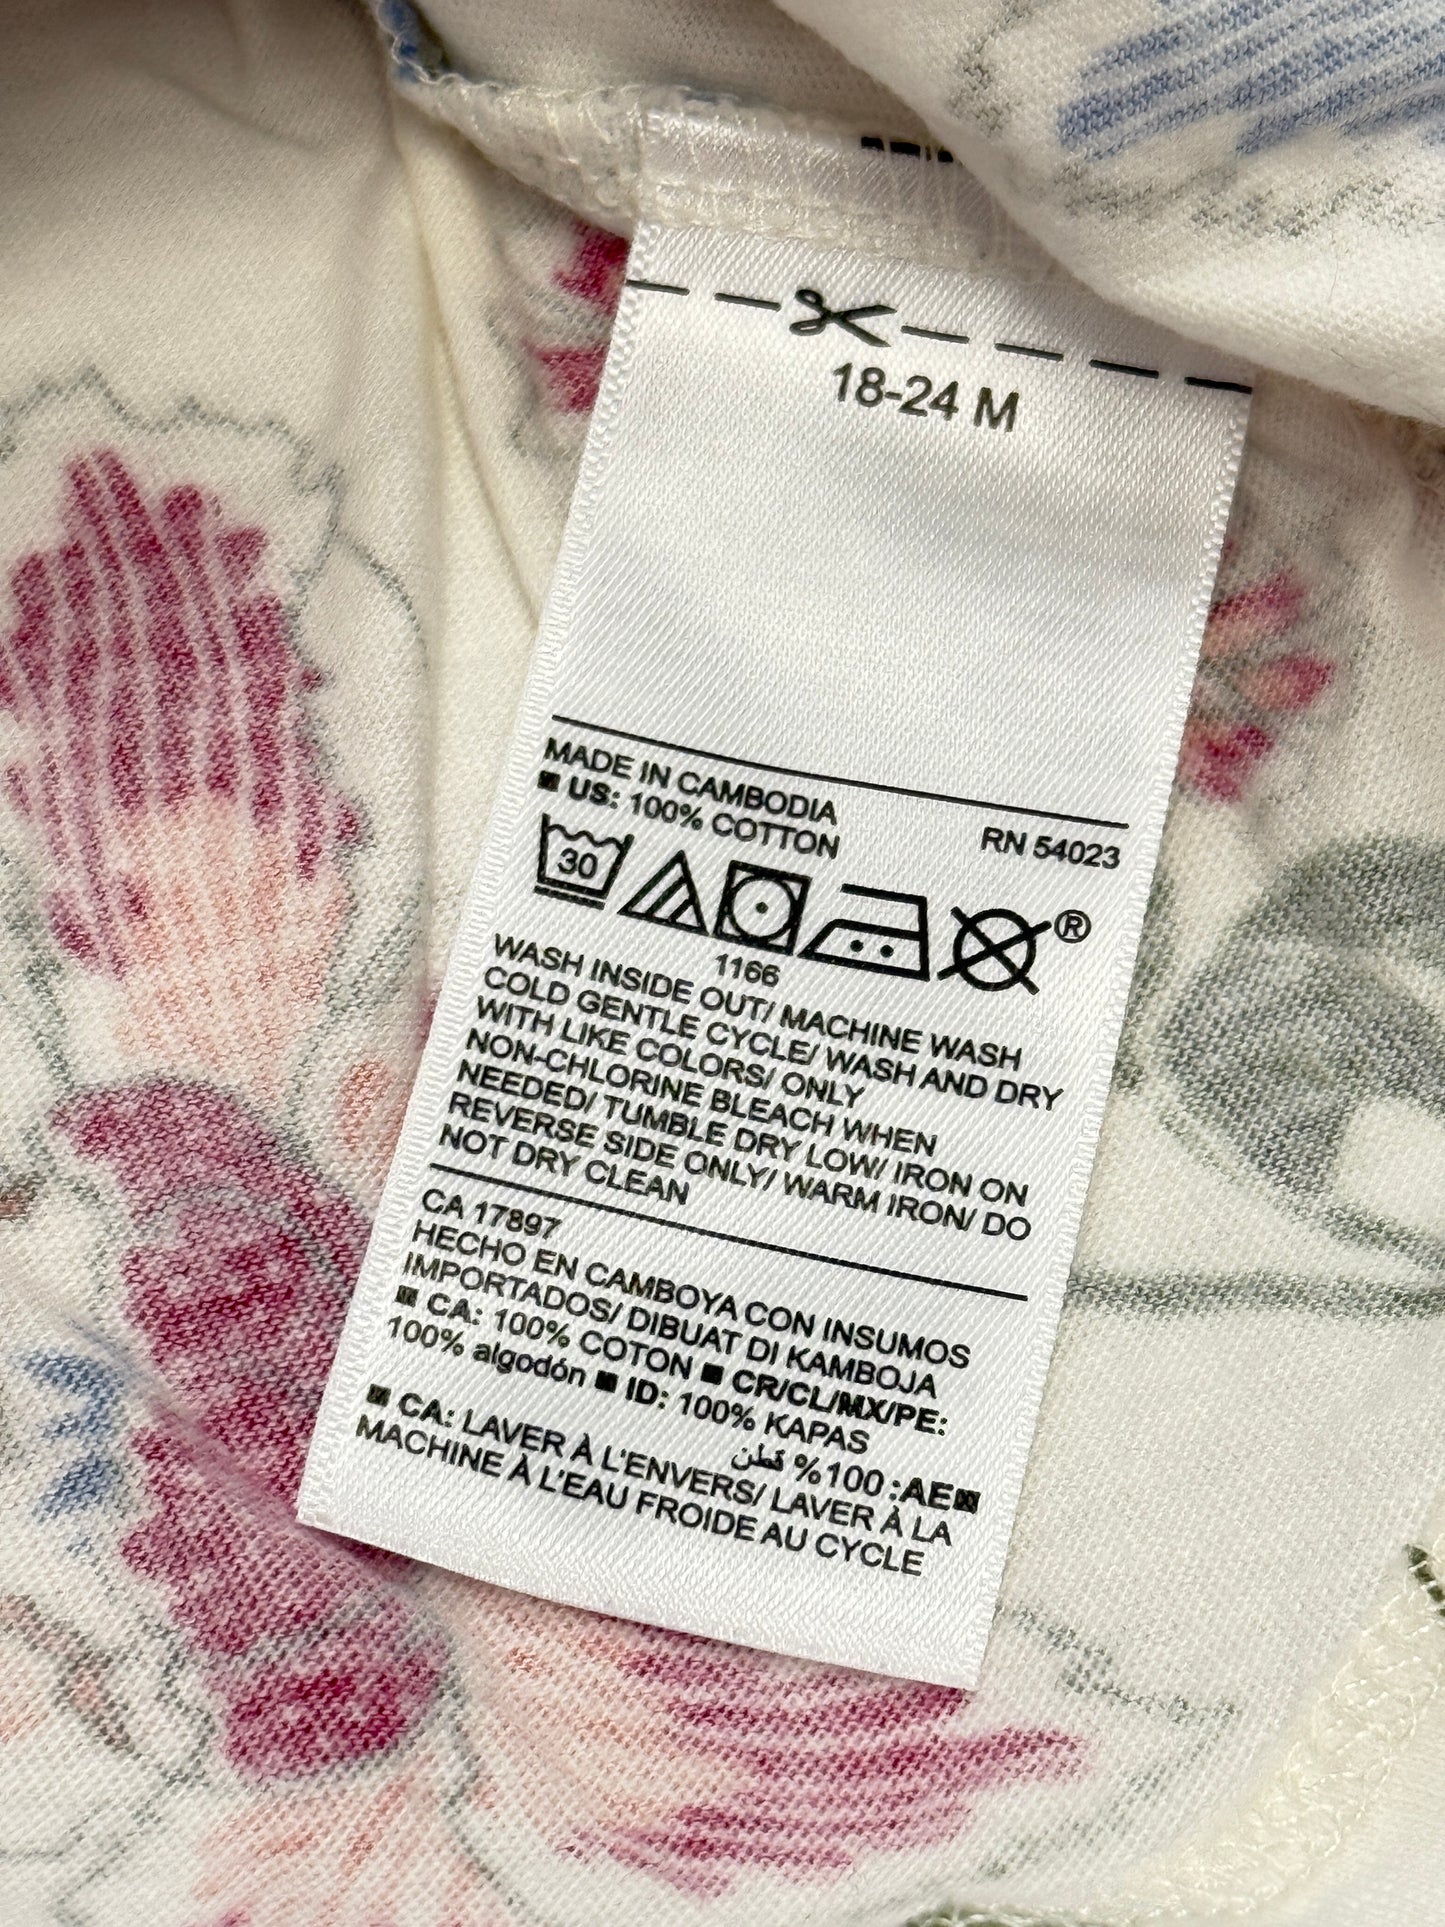 18-24 M
MADE IN CAMBODIA
■ US: 100% COTTON
RN 54023
30
®
1166
WASH INSIDE OUT/ MACHINE WASH
COLD GENTLE CYCLE/ WASH AND DRY
WITH LIKE COLORS/ ONLY
NON-CHLORINE BLEACH WHEN
NEEDED/ TUMBLE DRY LOW/ IRON ON
REVERSE SIDE ONLY/ WARM IRON/ DO
NOT DRY CLEAN
CA 17897
HECHO EN CAMBOYA CON INSUMOS
IMPORTADOS/ DIBUAT DI KAMBOJA
■ CA: 100% COTON ■ CR/CL/MX/PE:
100% algodón ■ ID: 100% KAPAS
■AE: 100% قطن
■ CA: LAVER À L'ENVERS/ LAVER À LA
MACHINE À L'EAU FROIDE AU CYCLE